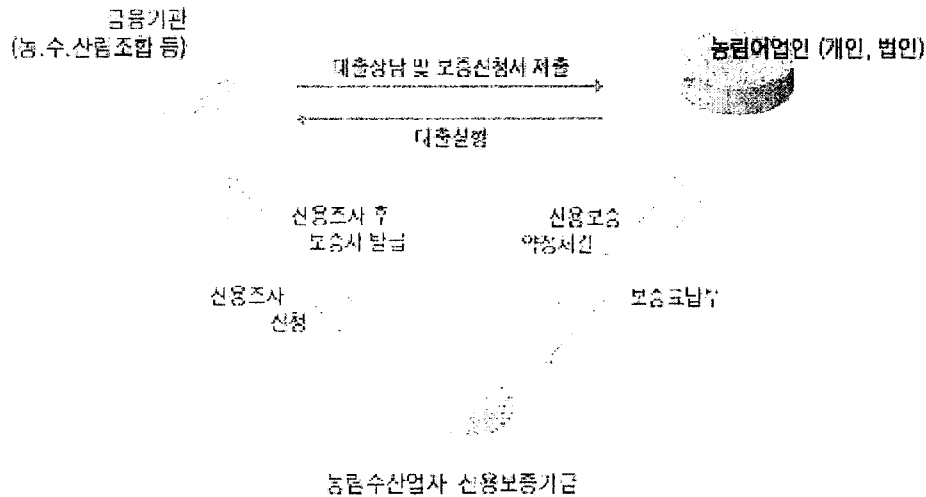 금융기관
(농.수.산림조합 등)
농림어업인 (개인, 법인)
대출상담 및 보증신청서 제출
대출실행
신용조사 후
보증서 발급
신용보증
약정체결
신용조사
신청
보증료납부
농림수산업자 신용보증기금